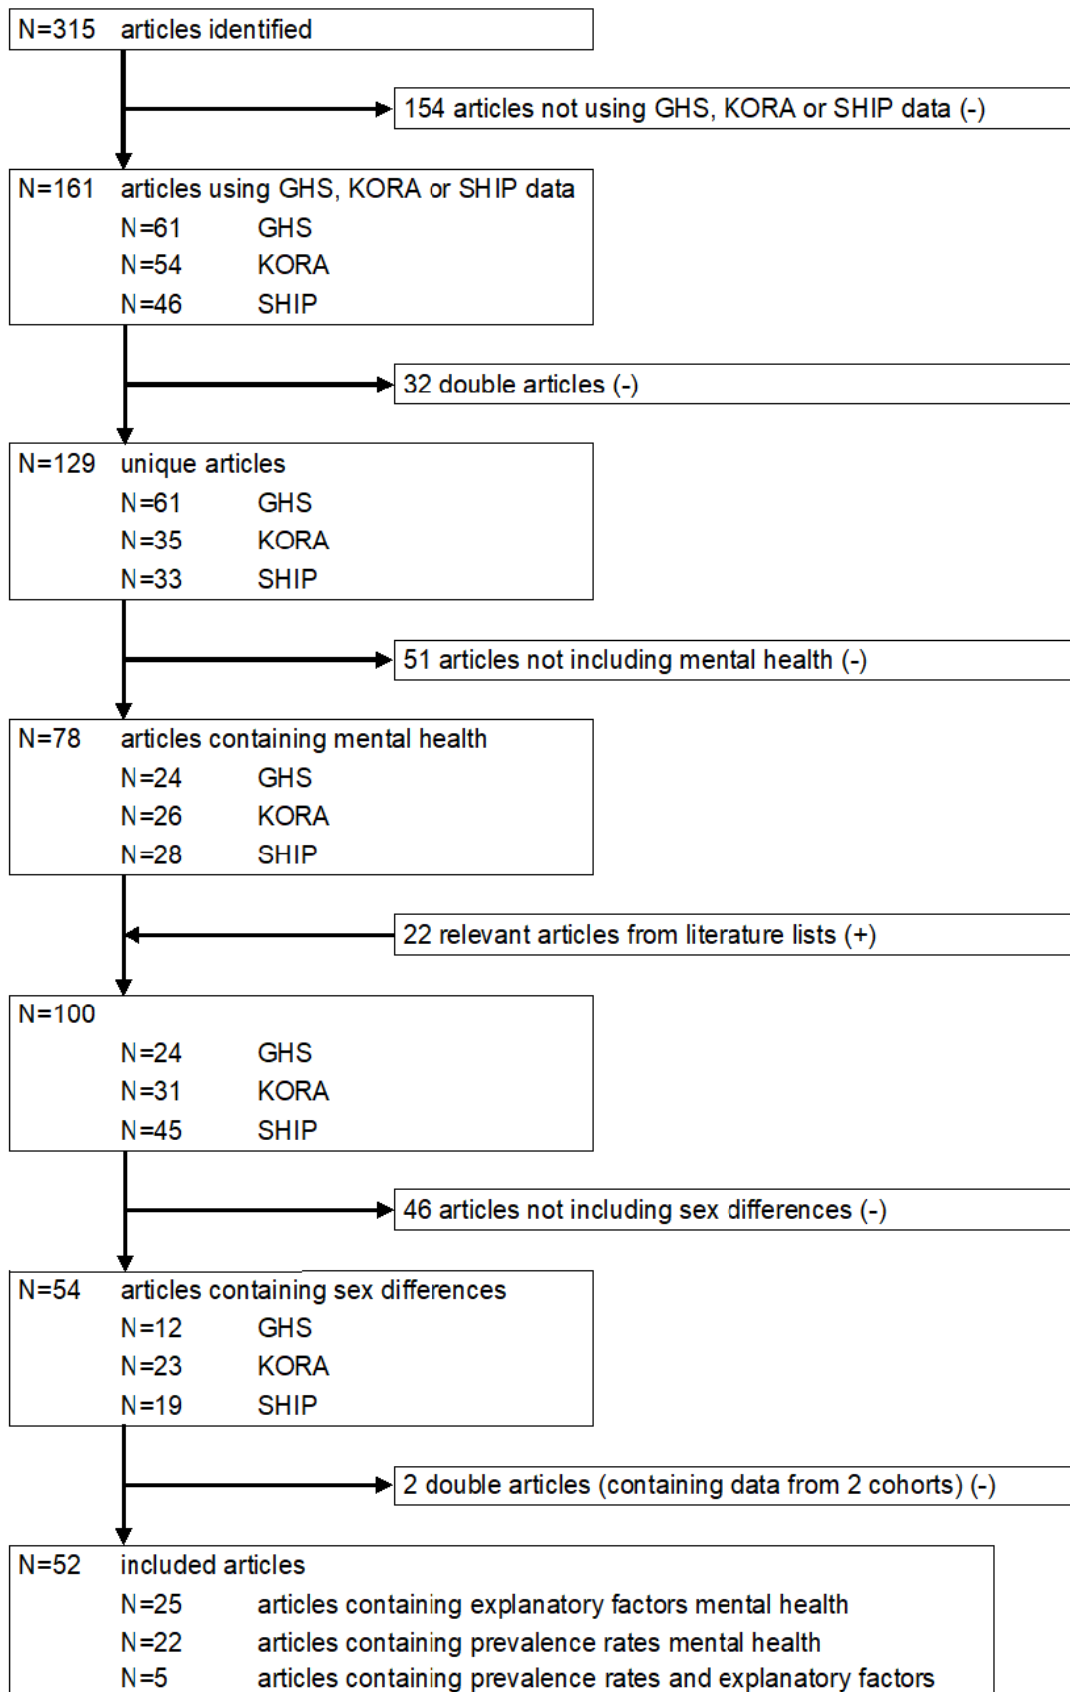 N=315 articles identified
154 articles not using GHS, KORA or SHIP data (-)
N=161 articles using GHS, KORA or SHIP data
N=61 GHS
N=54 KORA
N=46 SHIP
32 double articles (-)
N=129 unique articles
N=61 GHS
N=35 KORA
N=33 SHIP
51 articles not including mental health (-)
N=78 articles containing mental health
N=24 GHS
N=26 KORA
N=28 SHIP
22 relevant articles from literature lists (+)
N=100
N=24 GHS
N=31 KORA
N=45 SHIP
46 articles not including sex differences (-)
N=54 articles containing sex differences
N=12 GHS
N=23 KORA
N=19 SHIP
2 double articles (containing data from 2 cohorts) (-)
N=52 included articles
N=25 articles containing explanatory factors mental health
N=22 articles containing prevalence rates mental health
N=5 articles containing prevalence rates and explanatory factors